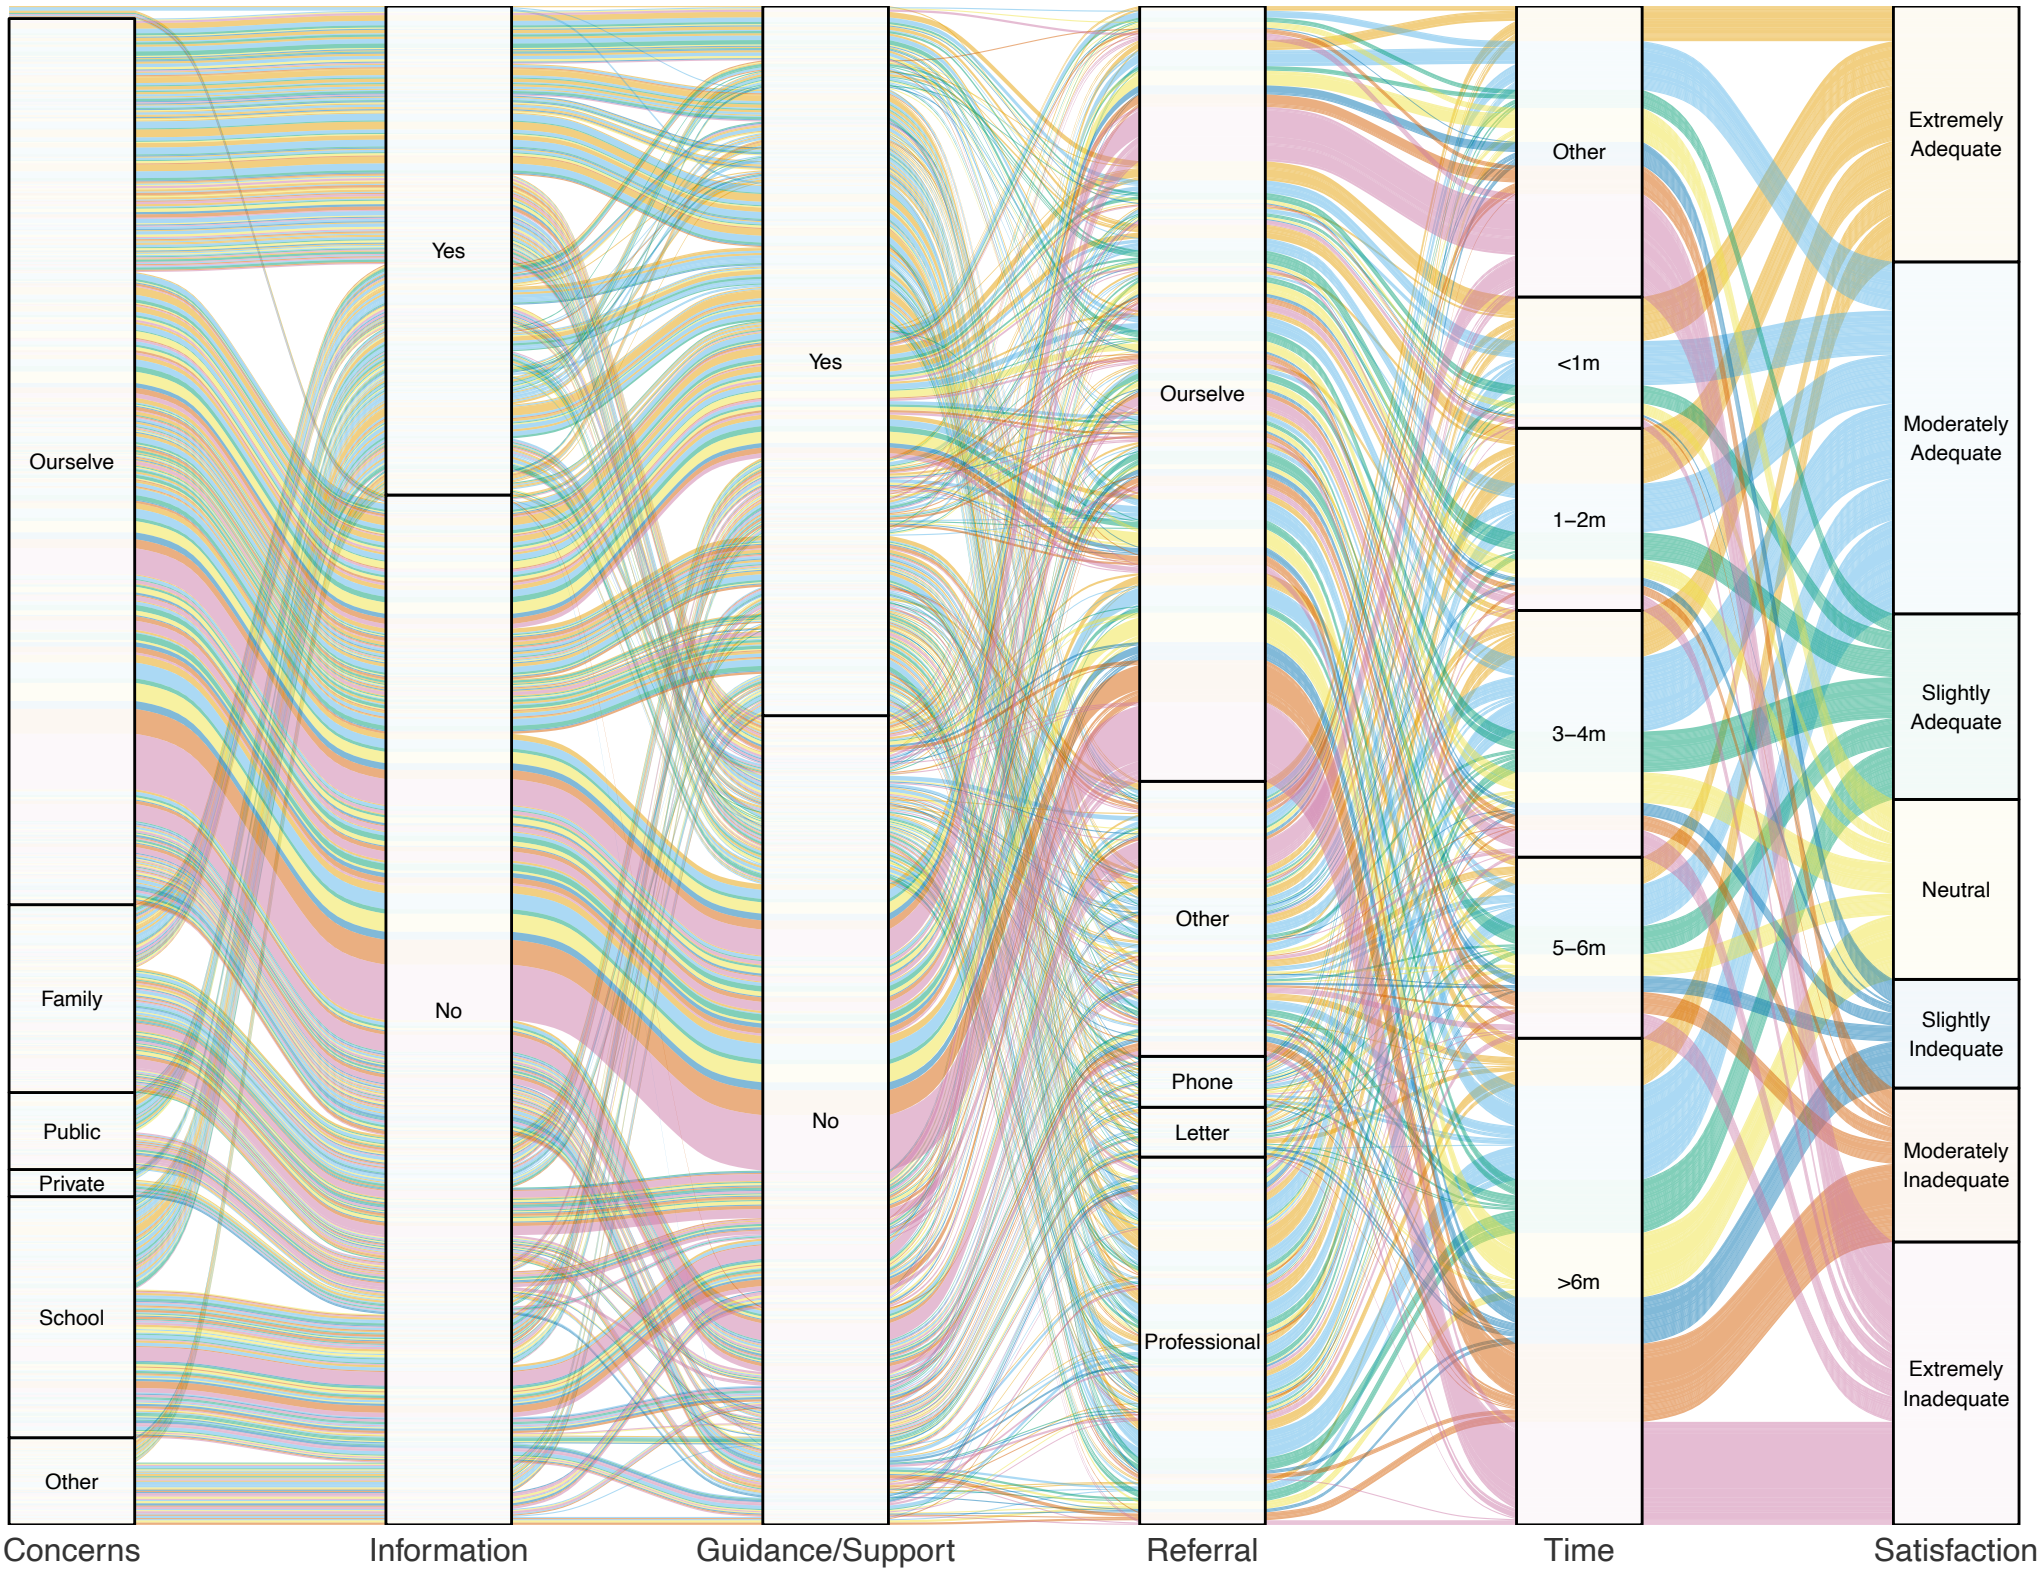 Ourselve
Family
Public
Private
School
Other
Yes
No
Yes
No
Ourselve
Other
Phone
Letter
Professional
Other
<1m
1–2m
3–4m
5–6m
>6m
Extremely
Adequate
Moderately
Adequate
Slightly
Adequate
Neutral
Slightly
Indequate
Moderately
Inadequate
Extremely
Inadequate
Concerns
Information
Guidance/Support
Referral
Time
Satisfaction